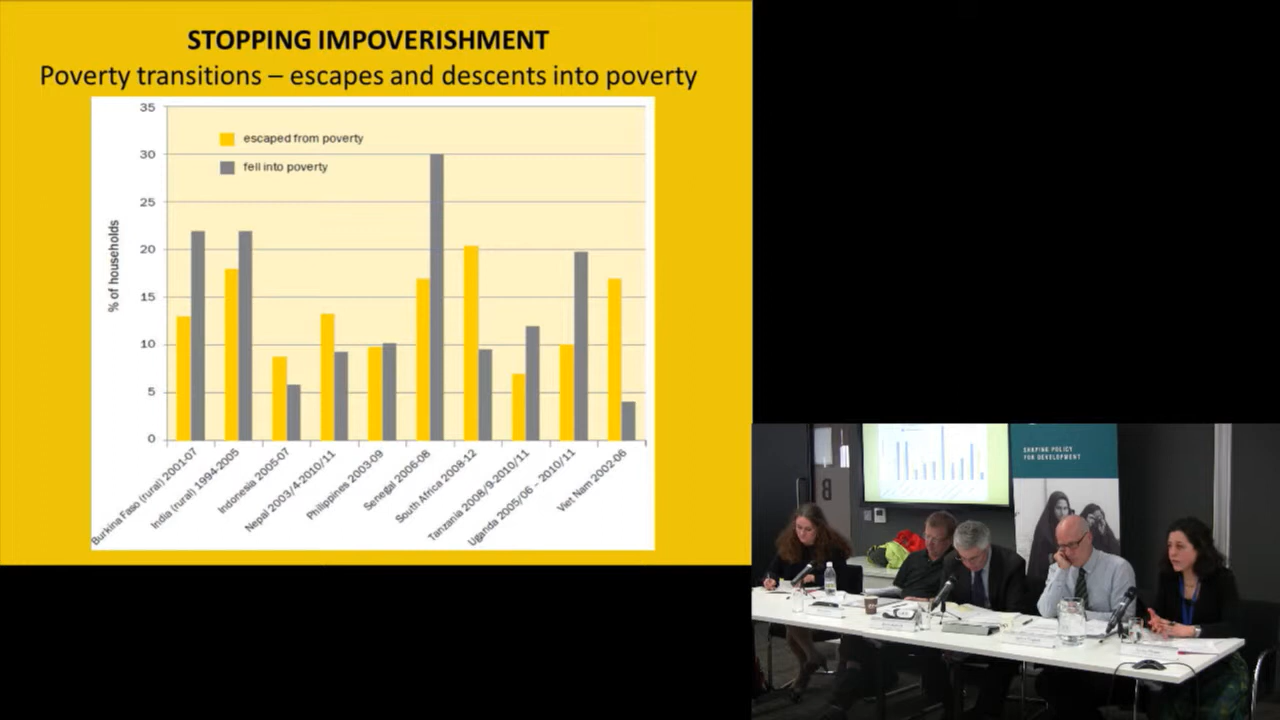 STOPPING IMPOVERISHMENT
Poverty transitions – escapes and descents into poverty
35
30
25
20
15
10
5
0
% of households
escaped from poverty
fell into poverty
Burkina Faso (rural) 2001-07
India (rural) 1994-2005
Indonesia 2005-07
Nepal 2003/4-2010/11
Philippines 2003-09
Senegal 2006-08
South Africa 2008-12
Tanzania 2008/9-2010/11
Uganda 2005/06 - 2010/11
Viet Nam 2002-06
8
SHAPING POLICY
FOR DEVELOPMENT